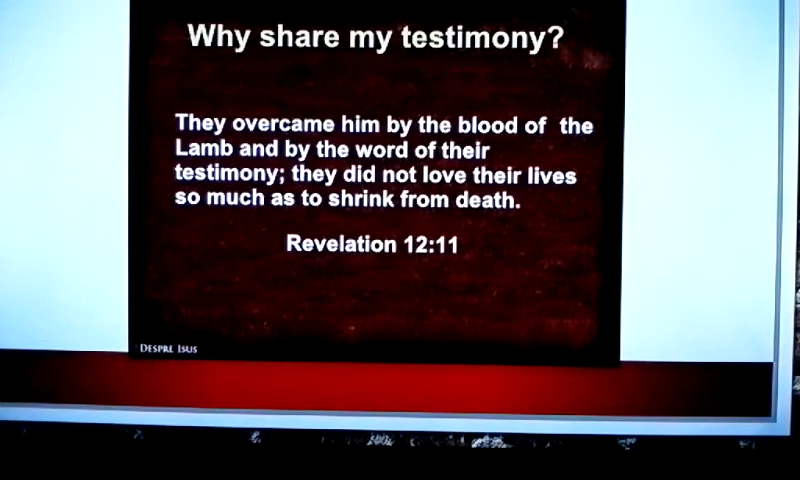 Why share my testimony?
They overcame him by the blood of the
Lamb and by the word of their
testimony; they did not love their lives
so much as to shrink from death.
Revelation 12:11
Despre Isus